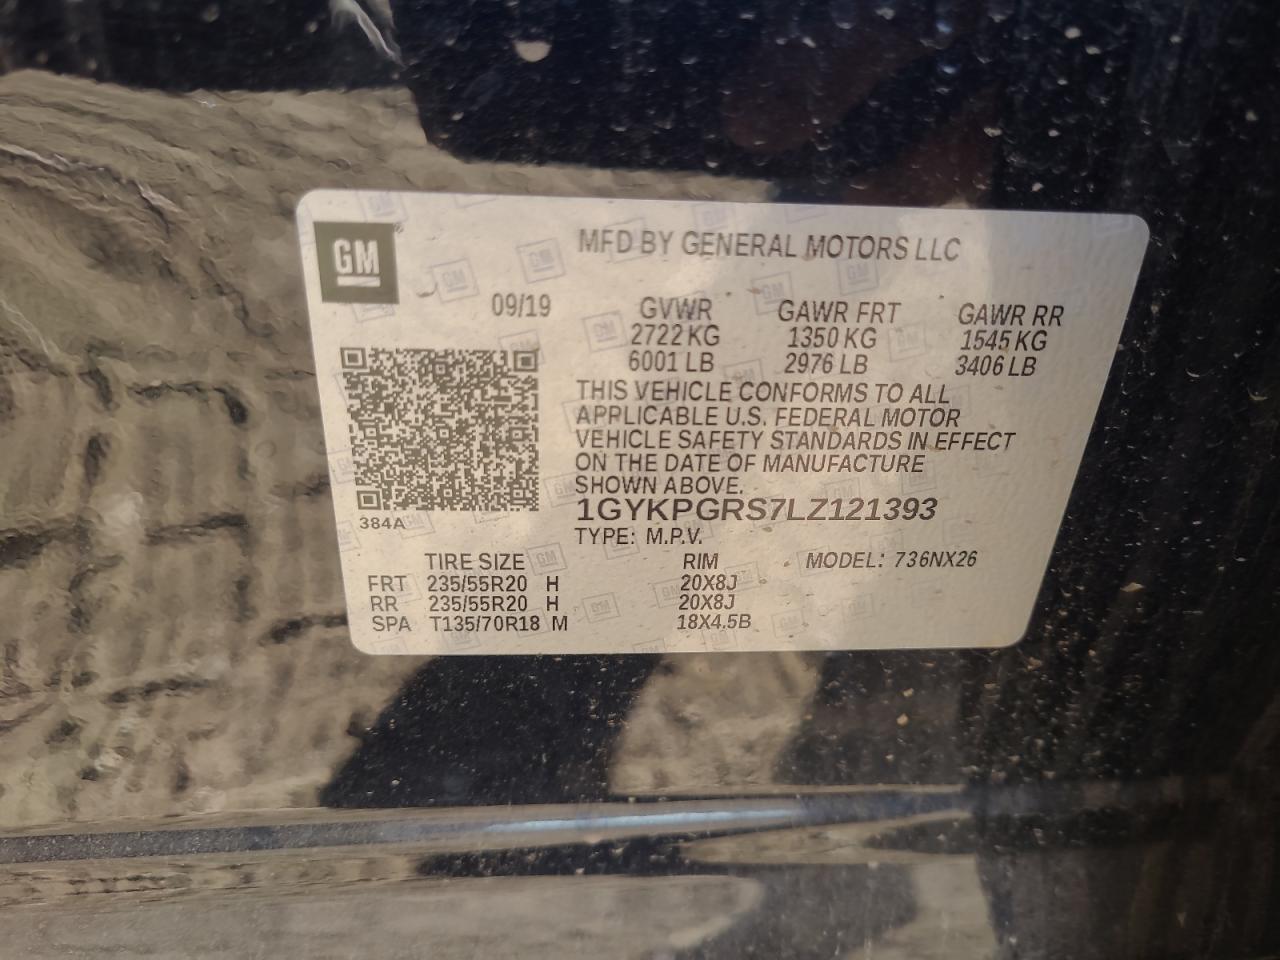 GM
MFD BY GENERAL MOTORS LLC
09/19
GVWR GAWR FRT GAWR RR
2722 KG 1350 KG 1545 KG
6001 LB 2976 LB 3406 LB
THIS VEHICLE CONFORMS TO ALL
APPLICABLE U.S. FEDERAL MOTOR
VEHICLE SAFETY STANDARDS IN EFFECT
ON THE DATE OF MANUFACTURE
SHOWN ABOVE.
1GYKPGRS7LZ121393
384A
TYPE: M.P.V.
TIRE SIZE RIM MODEL: 736NX26
FRT 235/55R20 H 20X8J
RR 235/55R20 H 20X8J
SPA T135/70R18 M 18X4.5B